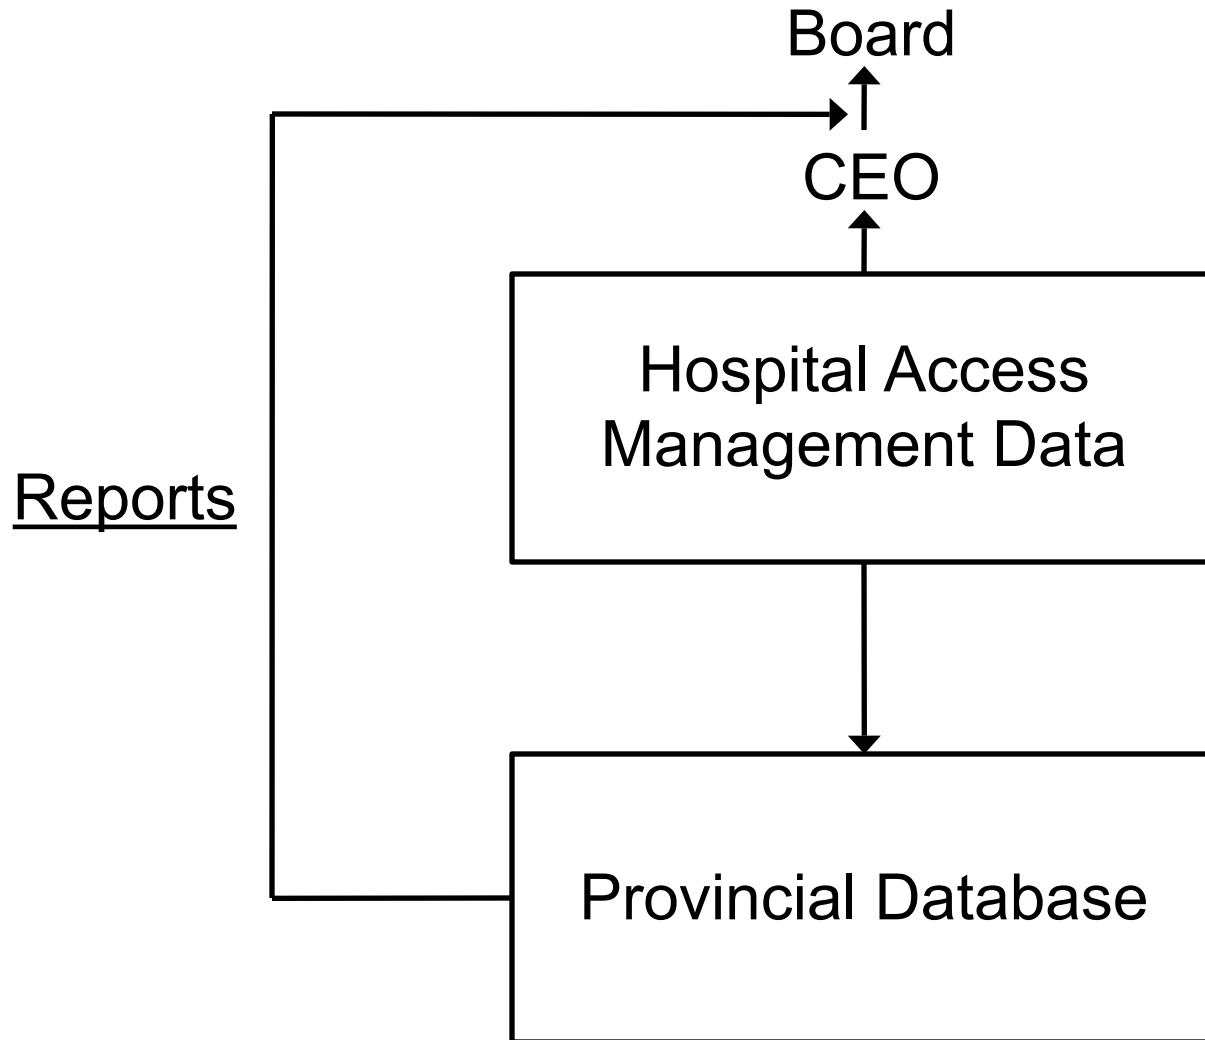 Board
CEO
Hospital Access
Management Data
Reports
Provincial Database